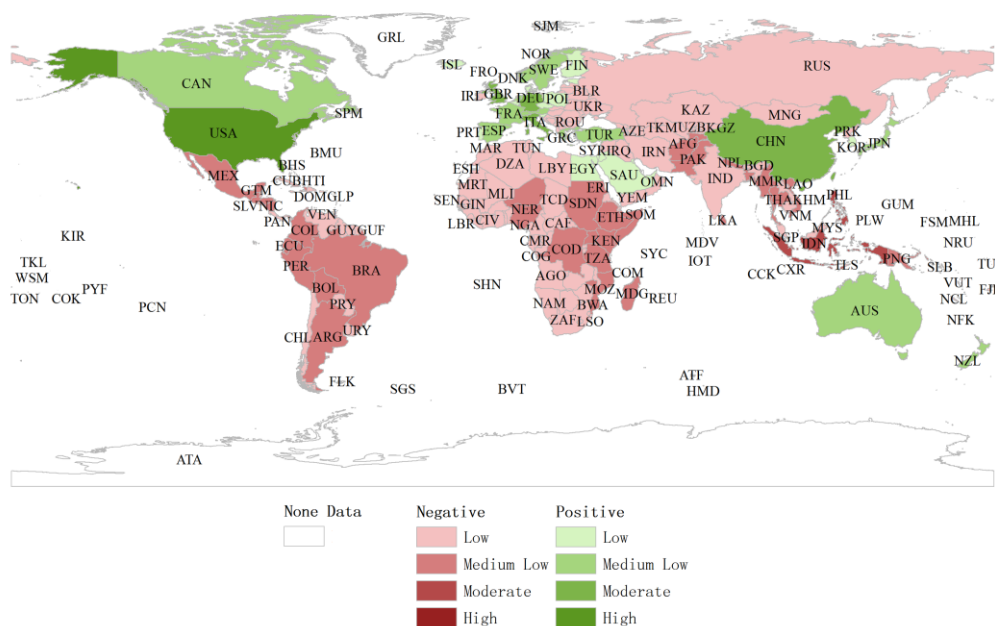 SJM
GRL
NOR
ISL
FRO
SWE
FIN
RUS
CAN
DNK
IRL
GBR
DEU
POL
BLR
UKR
FRA
ROU
KAZ
MNG
SPM
ITA
USA
PRT
ESP
GRC
TUR
AZE
TKM
UZB
KGZ
PRK
JPN
CHN
KOR
BMU
MAR
TUN
SYR
IRQ
IRN
AFG
PAK
NPL
BGD
BHS
MEX
CUB
HTI
ESH
DZA
LBY
EGY
SAU
OMN
IND
MMR
LAO
GTM
DOM
GLP
MRT
MLI
TCD
ERI
YEM
THA
KHM
PHL
GUM
SLV
NIC
SEN
GIN
NER
SDN
PAN
VEN
LBR
CIV
NGA
CAF
ETH
SOM
LKA
VNM
MYS
PLW
FSM
MHL
KIR
COL
GUY
GUF
CMR
COD
KEN
MDV
SGP
IDN
NRU
ECU
COG
TZA
SYC
IOT
CCK
CXR
TLS
PNG
SLB
TKL
WSM
PER
BRA
AGO
COM
TU
TON
COK
PYF
PCN
BOL
SHN
MOZ
MDG
REU
VUT
FJI
PRY
NAM
BWA
AUS
NCL
CHL
ARG
URY
ZAF
LSO
NFK
NZL
FLK
SGS
BVT
ATF
HMD
ATA
None Data
Negative
Positive
Low
Low
Medium Low
Medium Low
Moderate
Moderate
High
High